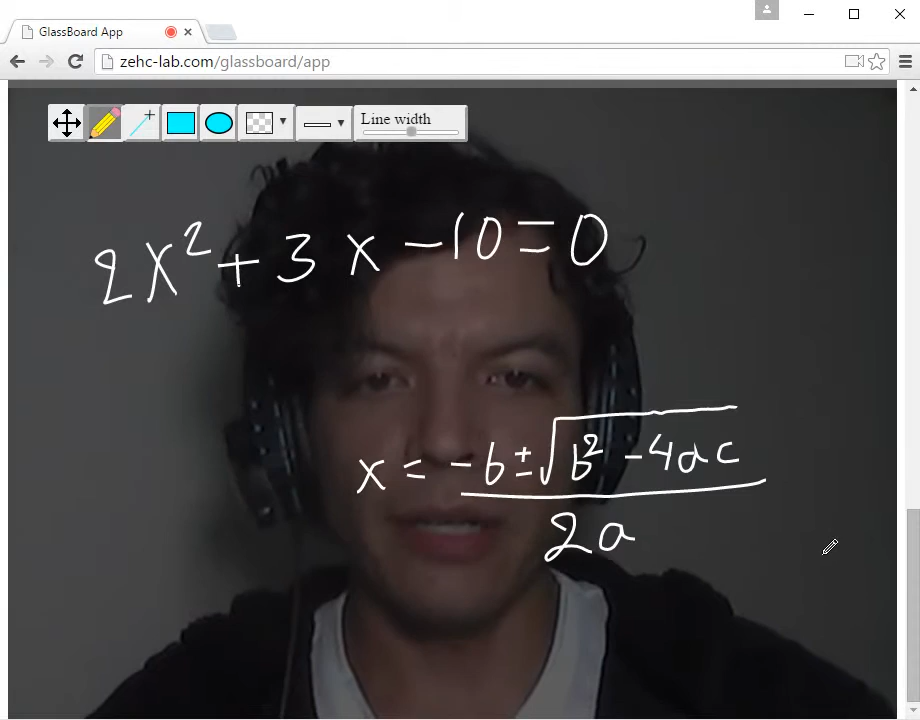 GlassBoard App
zehc-lab.com/glassboard/app
Line width
2x² + 3x - 10 = 0
x = -b ± √(b² - 4ac) / 2a